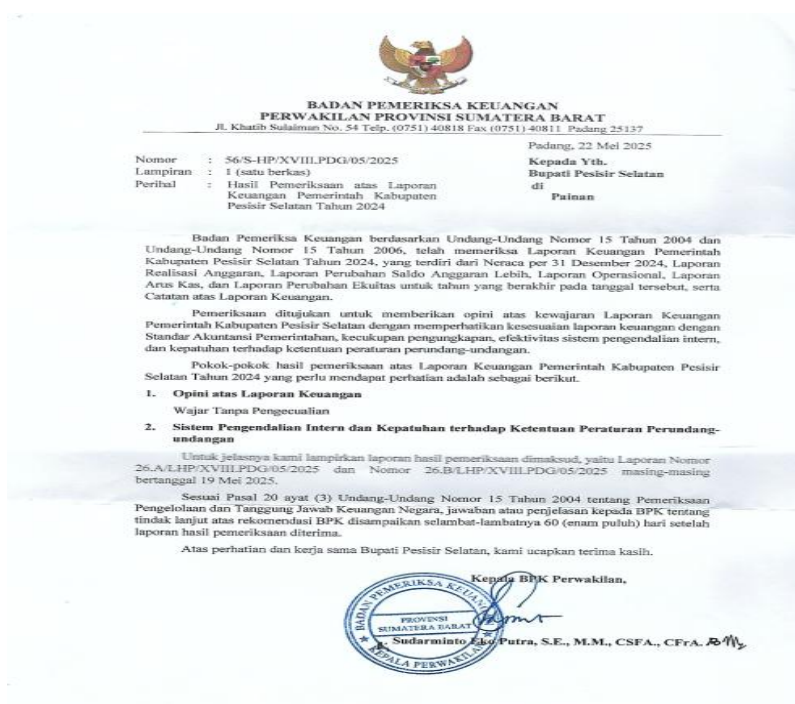 BADAN PEMERIKSA KEUANGAN
PERWAKILAN PROVINSI SUMATERA BARAT
Jl. Khatib Sulaiman No. 54 Telp. (0751) 40818 Fax (0751) 40811 Padang 25137
Padang, 22 Mei 2025
Nomor : 56/S-HP/XVIII.PDG/05/2025
Lampiran : 1 (satu berkas)
Perihal : Hasil Pemeriksaan atas Laporan
Keuangan Pemerintah Kabupaten
Pesisir Selatan Tahun 2024
Kepada Yth.
Bupati Pesisir Selatan
di
Painan
Badan Pemeriksa Keuangan berdasarkan Undang-Undang Nomor 15 Tahun 2004 dan
Undang-Undang Nomor 15 Tahun 2006, telah memeriksa Laporan Keuangan Pemerintah
Kabupaten Pesisir Selatan Tahun 2024, yang terdiri dari Neraca per 31 Desember 2024, Laporan
Realisasi Anggaran, Laporan Perubahan Saldo Anggaran Lebih, Laporan Operasional, Laporan
Arus Kas, dan Laporan Perubahan Ekuitas untuk tahun yang berakhir pada tanggal tersebut, serta
Catatan atas Laporan Keuangan.
Pemeriksaan ditujukan untuk memberikan opini atas kewajaran Laporan Keuangan
Pemerintah Kabupaten Pesisir Selatan dengan memperhatikan kesesuaian laporan keuangan dengan
Standar Akuntansi Pemerintahan, kecukupan pengungkapan, efektivitas sistem pengendalian intern,
dan kepatuhan terhadap ketentuan peraturan perundang-undangan.
Pokok-pokok hasil pemeriksaan atas Laporan Keuangan Pemerintah Kabupaten Pesisir
Selatan Tahun 2024 yang perlu mendapat perhatian adalah sebagai berikut.
1. Opini atas Laporan Keuangan
Wajar Tanpa Pengecualian
2. Sistem Pengendalian Intern dan Kepatuhan terhadap Ketentuan Peraturan Perundang-
undangan
Untuk jelasnya kami lampirkan laporan hasil pemeriksaan dimaksud, yaitu Laporan Nomor
26.A/LHP/XVIII.PDG/05/2025 dan Nomor 26.B/LHP/XVIII.PDG/05/2025 masing-masing
bertanggal 19 Mei 2025.
Sesuai Pasal 20 ayat (3) Undang-Undang Nomor 15 Tahun 2004 tentang Pemeriksaan
Pengelolaan dan Tanggung Jawab Keuangan Negara, jawaban atau penjelasan kepada BPK tentang
tindak lanjut atas rekomendasi BPK disampaikan selambat-lambatnya 60 (enam puluh) hari setelah
laporan hasil pemeriksaan diterima.
Atas perhatian dan kerja sama Bupati Pesisir Selatan, kami ucapkan terima kasih.
Kepala BPK Perwakilan,
BADAN PEMERIKSA KEUANGAN
PROVINSI
SUMATERA BARAT
KEPALA PERWAKILAN
Sudarminto Eko Putra, S.E., M.M., CSFA., CFrA.